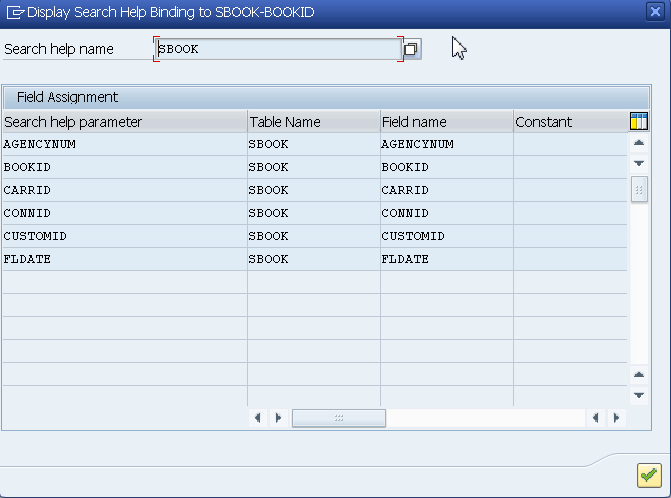 Display Search Help Binding to SBOOK-BOOKID
Search help name SBOOK
Field Assignment
Search help parameter Table Name Field name Constant
AGENCYNUM SBOOK AGENCYNUM
BOOKID SBOOK BOOKID
CARRID SBOOK CARRID
CONNID SBOOK CONNID
CUSTOMID SBOOK CUSTOMID
FLDATE SBOOK FLDATE